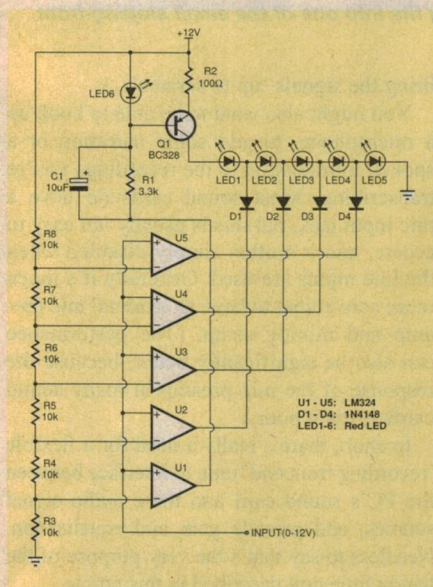 +12V
R2
100Ω
LED6
Q1
BC328
LED1 LED2 LED3 LED4 LED5
C1
10uF
R1
3.3k
D1 D2 D3 D4
R8
10k
U5
R7
10k
U4
R6
10k
U3
U1 - U5: LM324
D1 - D4: 1N4148
LED1-6: Red LED
R5
10k
U2
R4
10k
U1
R3
10k
INPUT(0-12V)